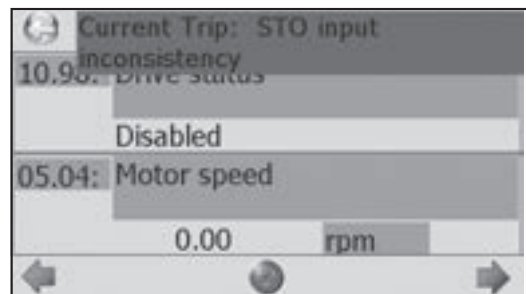 Current Trip: STO input
inconsistency
10.98: Drive status
Disabled
05.04: Motor speed
0.00 rpm